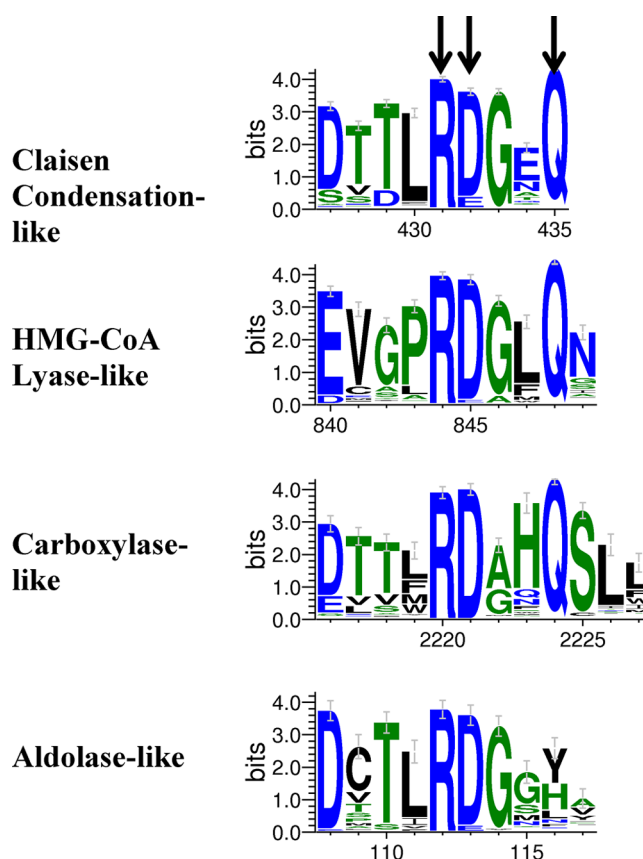 Claisen
Condensation-
like
bits
4.0
3.0
2.0
1.0
0.0
D
S
T
V
S
T
D
L
R
D
E
G
E
N
A
Q
430
435
HMG-CoA
Lyase-like
bits
4.0
3.0
2.0
1.0
0.0
E
D
V
C
G
A
S
P
L
A
R
D
G
A
L
F
M
Q
N
G
S
840
845
Carboxylase-
like
bits
4.0
3.0
2.0
1.0
0.0
D
E
T
V
L
T
V
S
L
F
M
W
R
D
A
G
H
Q
N
Q
S
L
L
2220
2225
Aldolase-like
bits
4.0
3.0
2.0
1.0
0.0
D
C
V
T
T
S
L
R
D
G
G
S
M
N
Y
H
L
A
V
Y
110
115